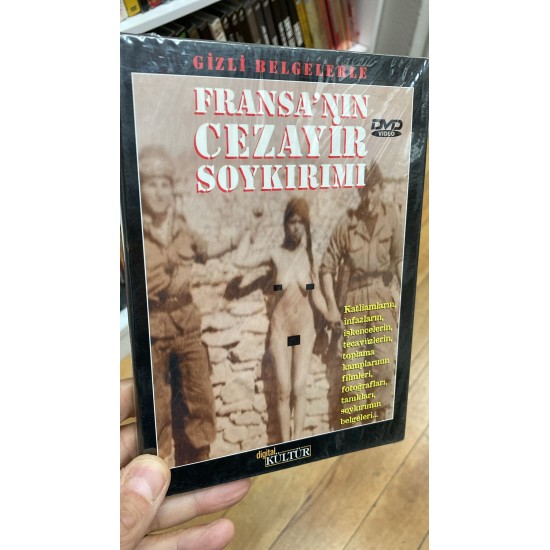 GİZLİ BELGELERLE
FRANSA'NIN
CEZAYİR
SOYKIRIMI
DVD
VIDEO
Katliamların,
infazların,
işkencelerin,
tecavüzlerin,
toplama
kamplarının
filmleri,
fotoğrafları,
tanıkları,
soykırımın
belgeleri...
digital
KÜLTÜR